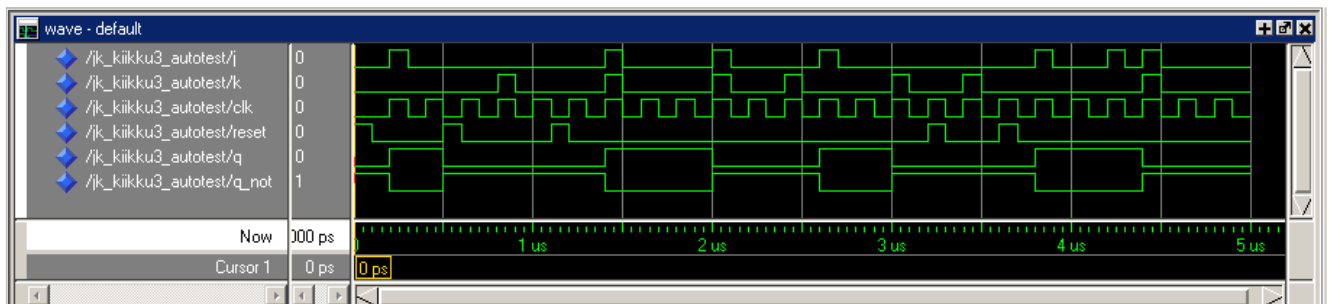 wave - default
/jk_kiikku3_autotest/j 0
/jk_kiikku3_autotest/k 0
/jk_kiikku3_autotest/clk 0
/jk_kiikku3_autotest/reset 0
/jk_kiikku3_autotest/q 0
/jk_kiikku3_autotest/q_not 1
Now 000 ps
1 us 2 us 3 us 4 us 5 us
Cursor 1 0 ps 0 ps